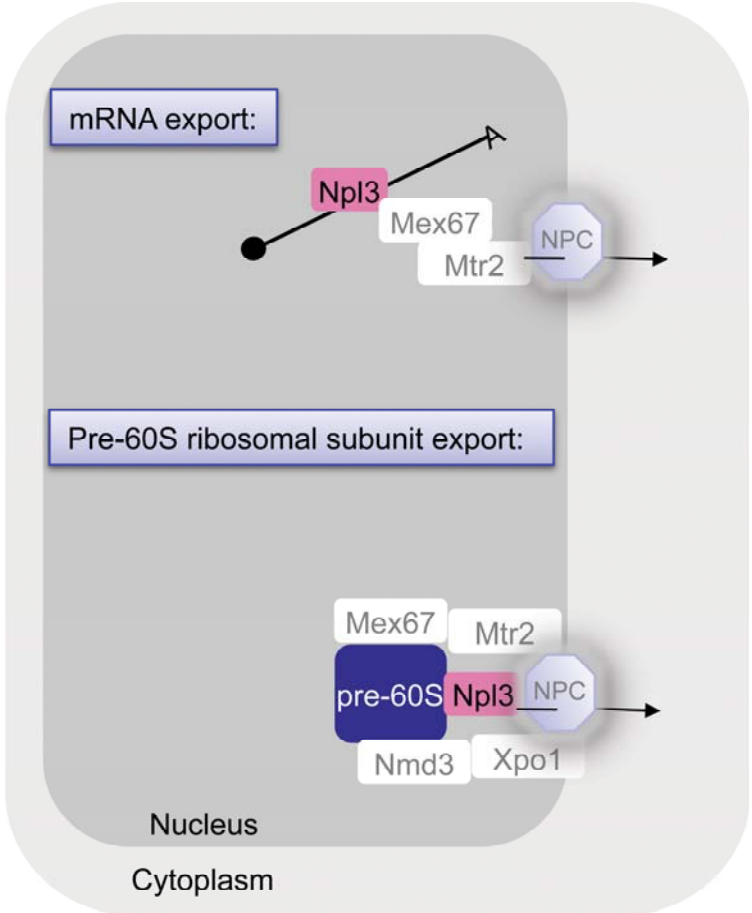 mRNA export:
A
Npl3
Mex67
NPC
Mtr2
Pre-60S ribosomal subunit export:
Mex67
Mtr2
pre-60S
Npl3
NPC
Nmd3
Xpo1
Nucleus
Cytoplasm